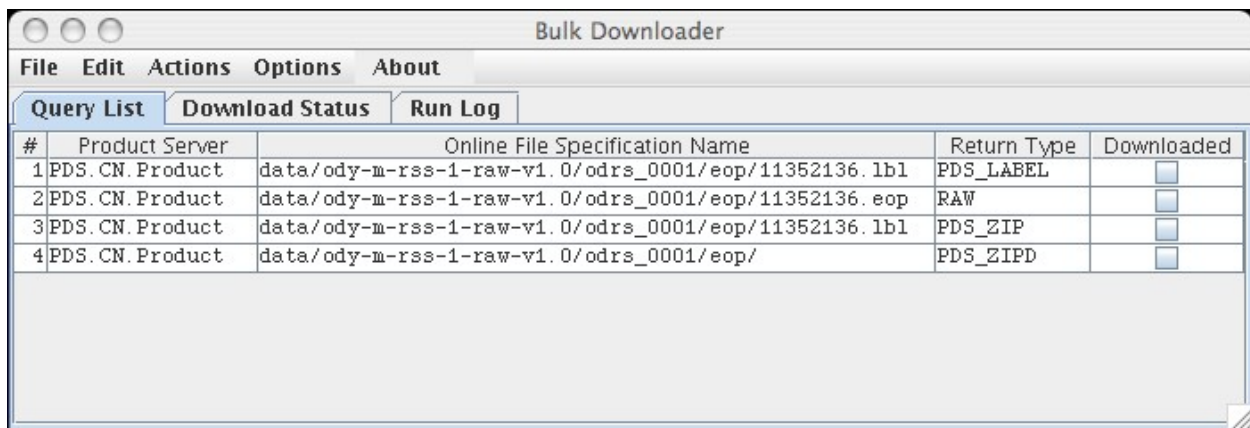 Bulk Downloader
File Edit Actions Options About
Query List Download Status Run Log
# Product Server Online File Specification Name Return Type Downloaded
1 PDS.CN.Product data/ody-m-rss-1-raw-v1.0/odrs_0001/eop/11352136.lbl PDS_LABEL
2 PDS.CN.Product data/ody-m-rss-1-raw-v1.0/odrs_0001/eop/11352136.eop RAW
3 PDS.CN.Product data/ody-m-rss-1-raw-v1.0/odrs_0001/eop/11352136.lbl PDS_ZIP
4 PDS.CN.Product data/ody-m-rss-1-raw-v1.0/odrs_0001/eop/ PDS_ZIPD